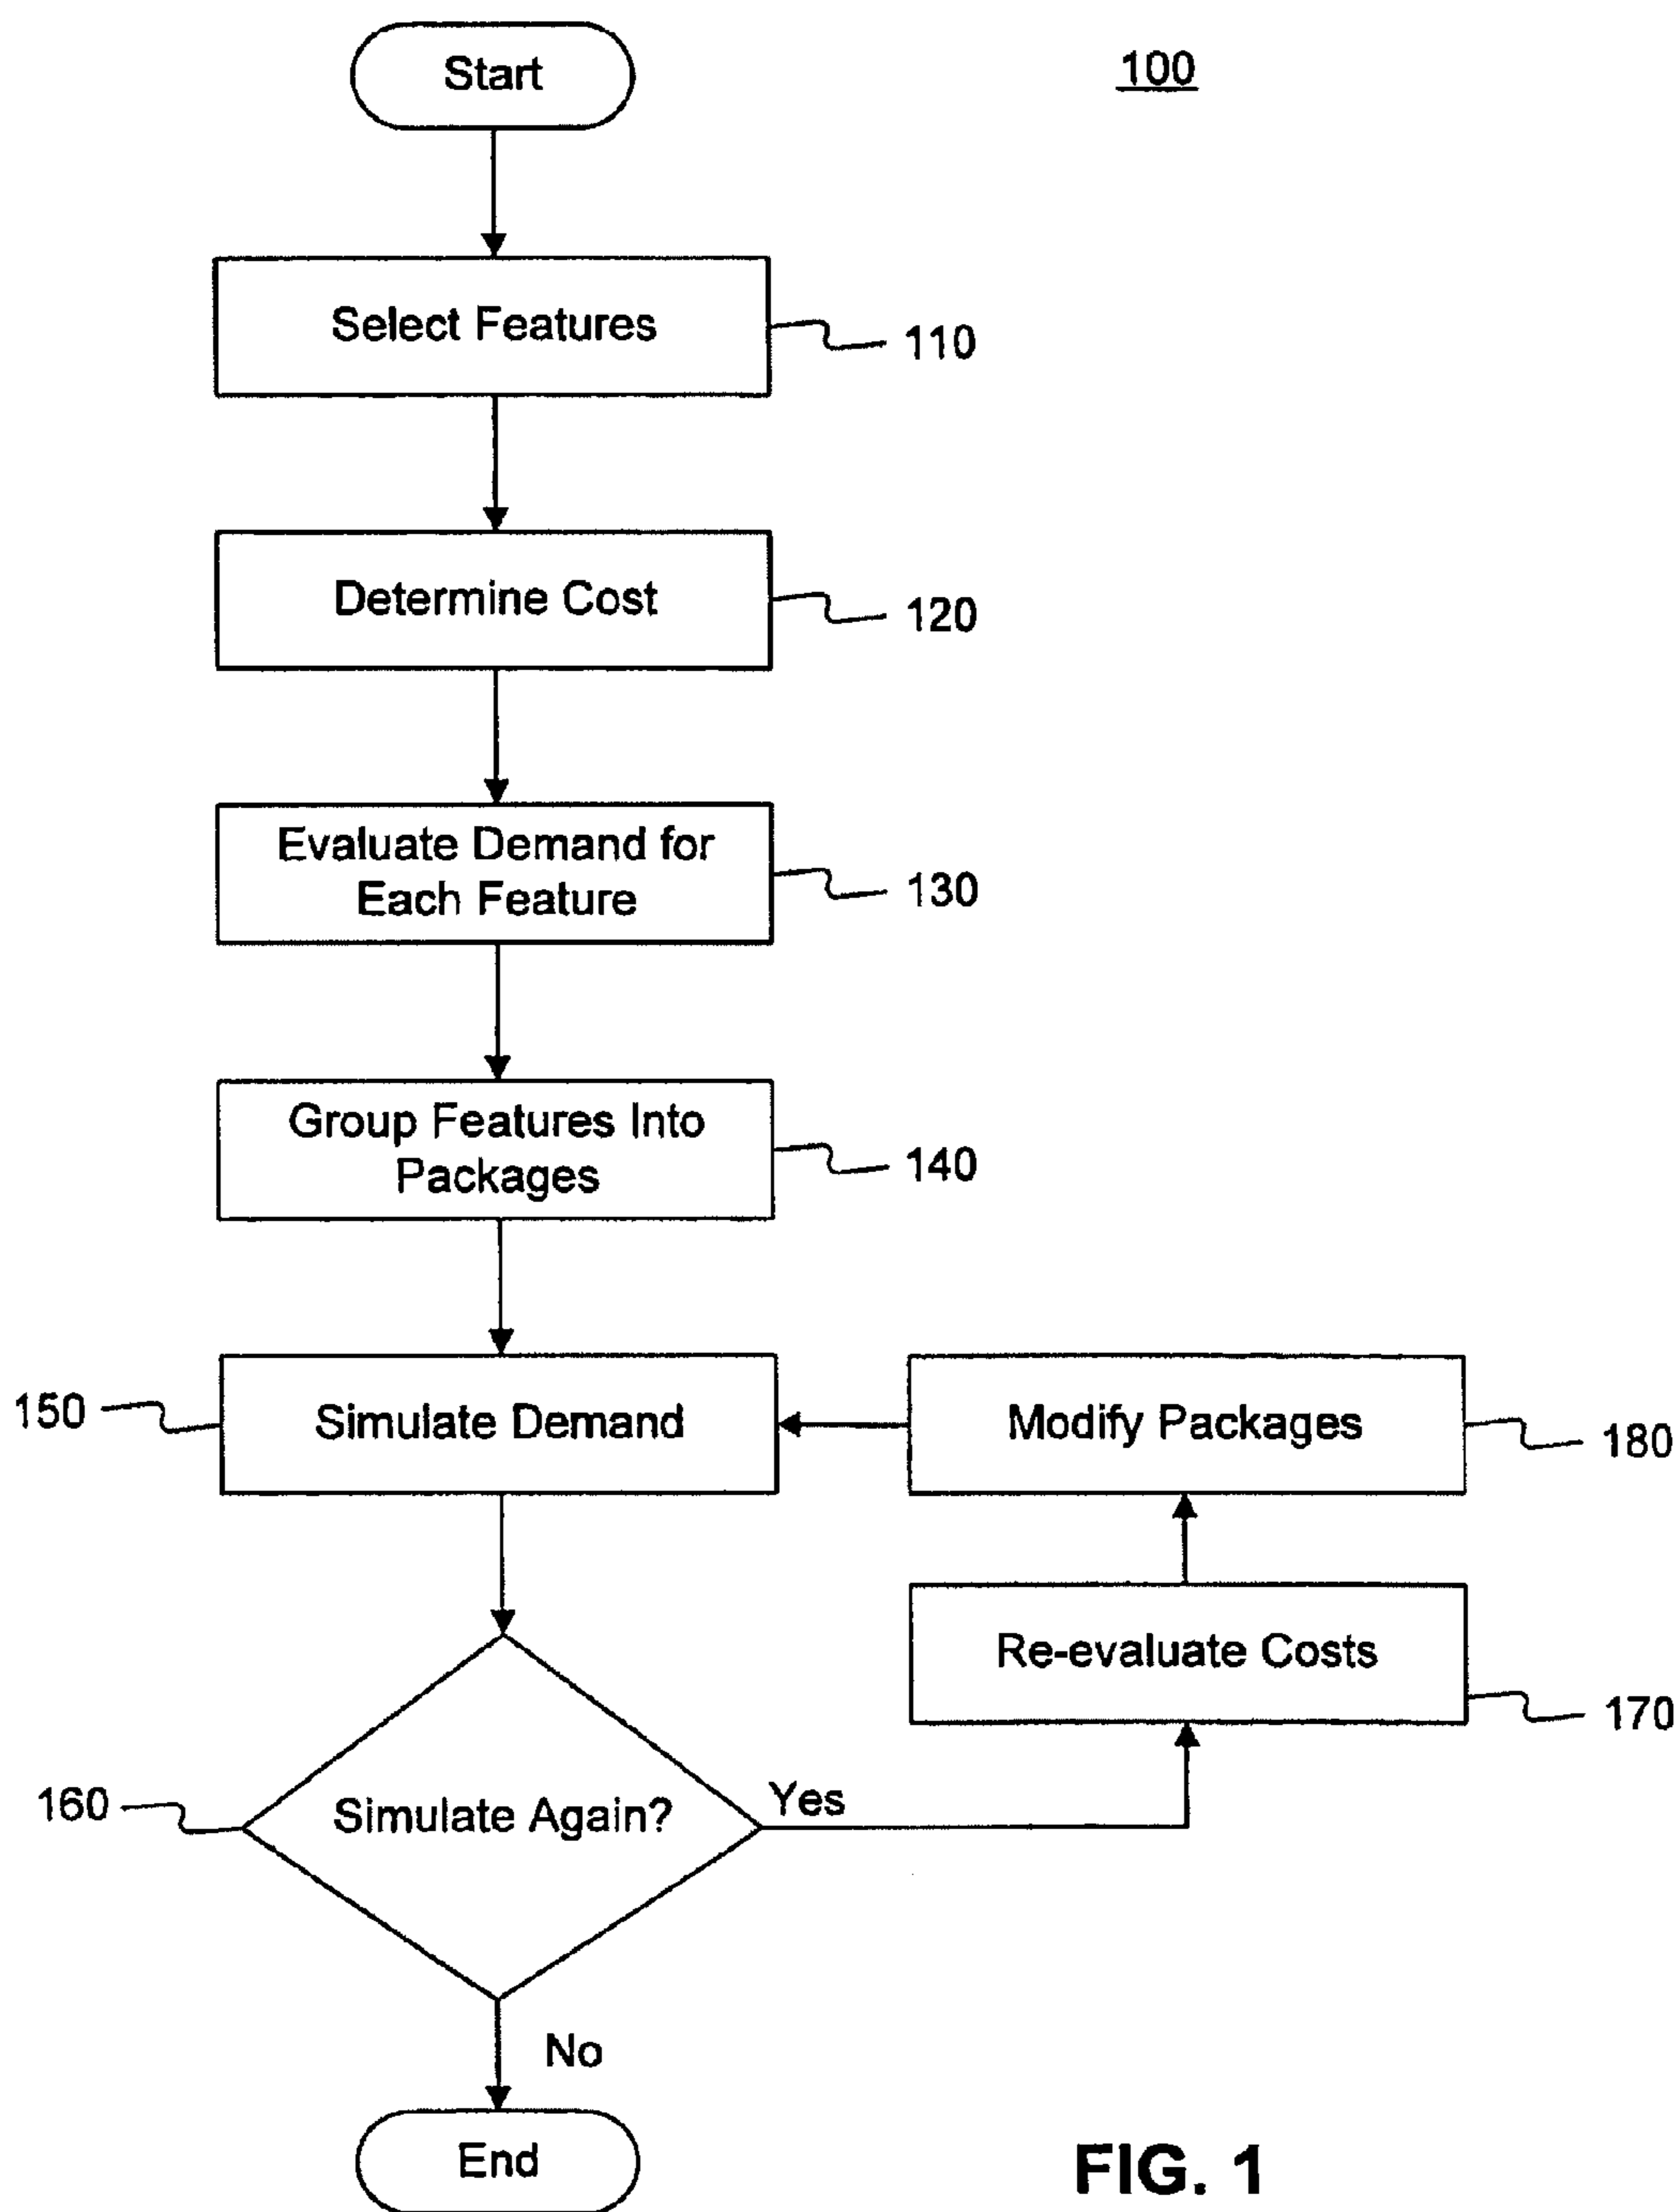 Start
100
Select Features
110
Determine Cost
120
Evaluate Demand for
Each Feature
130
Group Features Into
Packages
140
150
Simulate Demand
Modify Packages
180
Re-evaluate Costs
170
160
Simulate Again?
Yes
No
End
FIG. 1